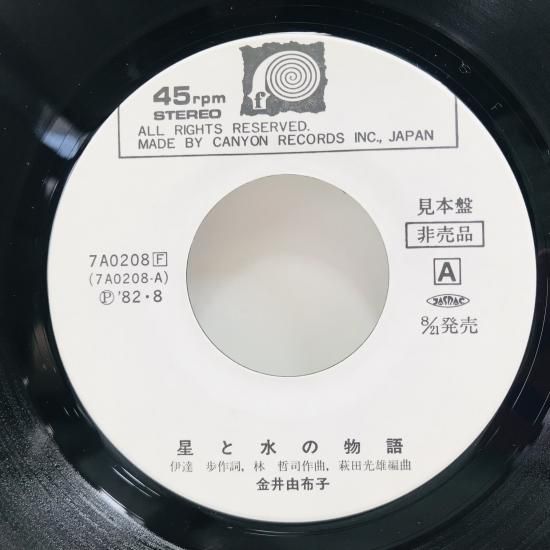 f
45rpm
STEREO
ALL RIGHTS RESERVED.
MADE BY CANYON RECORDS INC., JAPAN
見本盤
非売品
7A0208 F
(7A0208-A)
Ⓟ '82・8
A
JASRAC
8/21発売
星と水の物語
伊達 歩作詞, 林 哲司作曲, 萩田光雄編曲
金井由布子